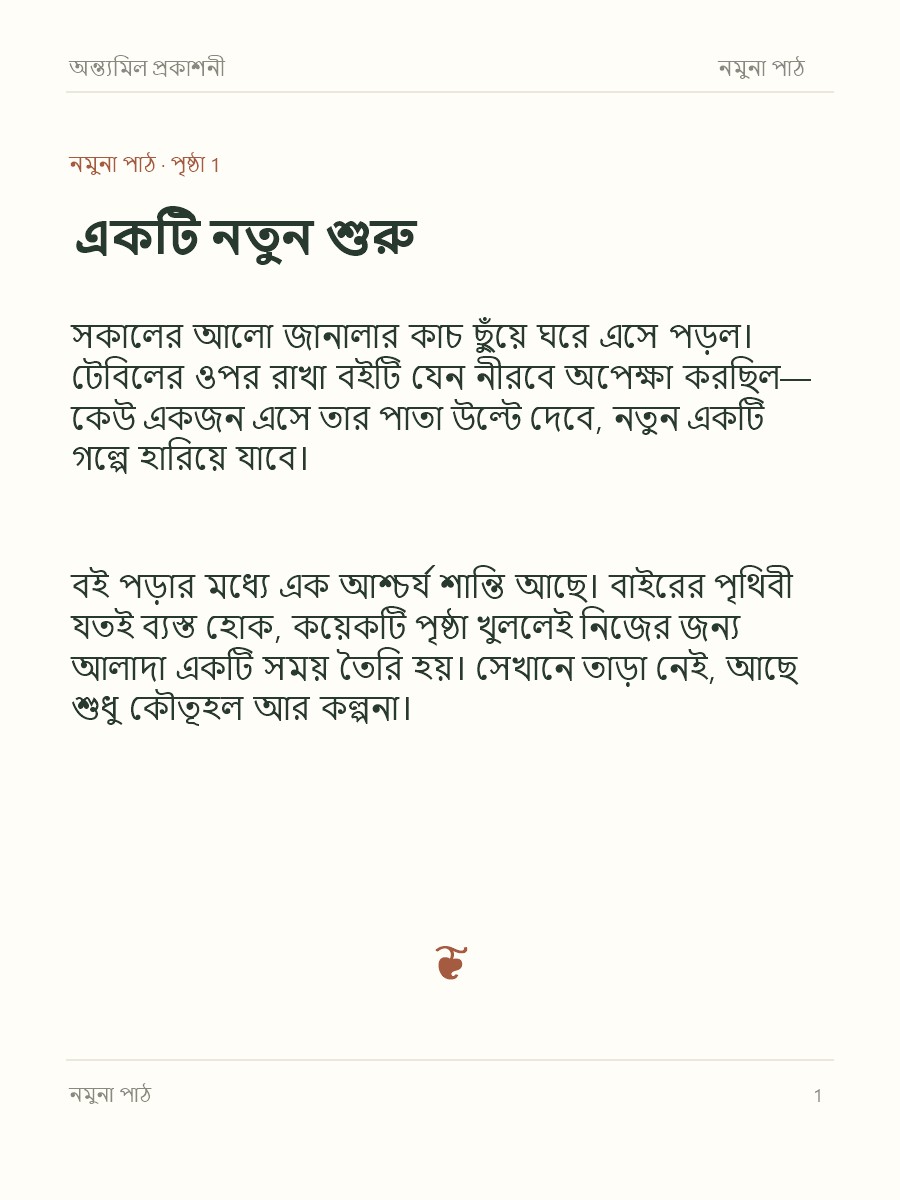 অন্ত্যমিল প্রকাশনী
নমুনা পাঠ
নমুনা পাঠ · পৃষ্ঠা 1
একটি নতুন শুরু
সকালের আলো জানালার কাচ ছুঁয়ে ঘরে এসে পড়ল।
টেবিলের ওপর রাখা বইটি যেন নীরবে অপেক্ষা করছিল—
কেউ একজন এসে তার পাতা উল্টে দেবে, নতুন একটি
গল্পে হারিয়ে যাবে।
বই পড়ার মধ্যে এক আশ্চর্য শান্তি আছে। বাইরের পৃথিবী
যতই ব্যস্ত হোক, কয়েকটি পৃষ্ঠা খুললেই নিজের জন্য
আলাদা একটি সময় তৈরি হয়। সেখানে তাড়া নেই, আছে
শুধু কৌতূহল আর কল্পনা।
নমুনা পাঠ
1